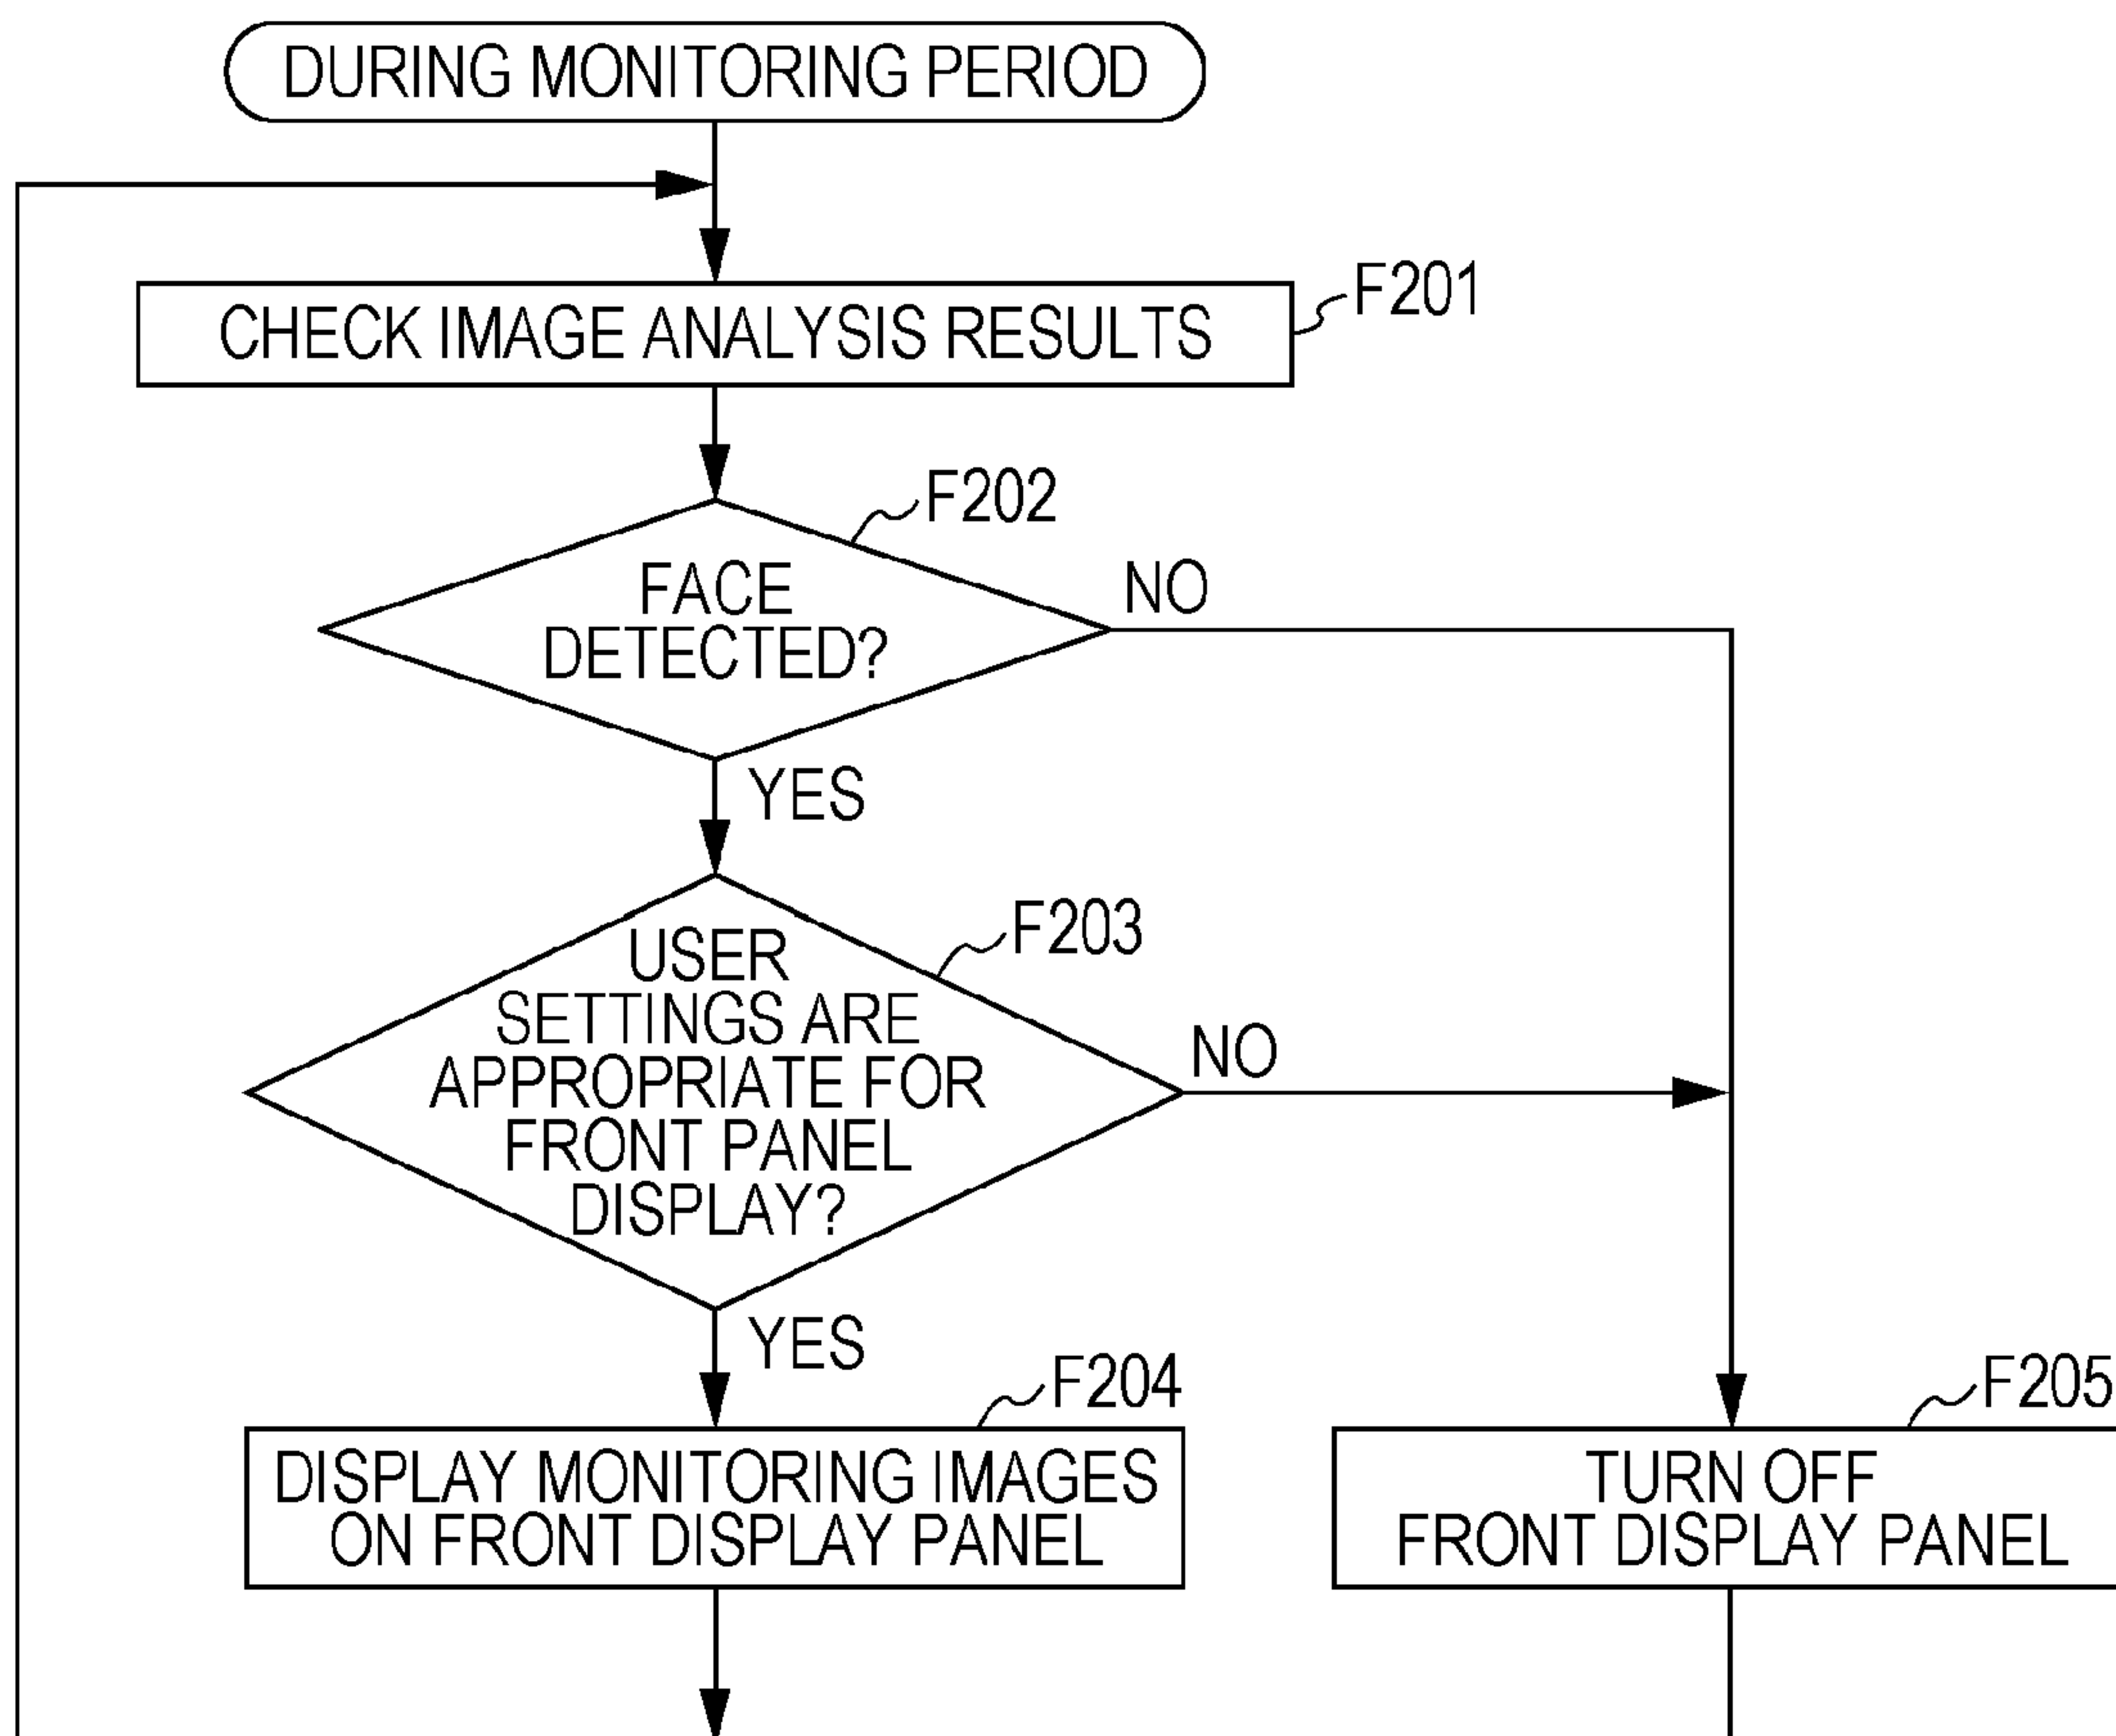 DURING MONITORING PERIOD
CHECK IMAGE ANALYSIS RESULTS
F201
F202
FACE
DETECTED?
NO
YES
F203
USER
SETTINGS ARE
APPROPRIATE FOR
FRONT PANEL
DISPLAY?
NO
YES
F204
DISPLAY MONITORING IMAGES
ON FRONT DISPLAY PANEL
F205
TURN OFF
FRONT DISPLAY PANEL